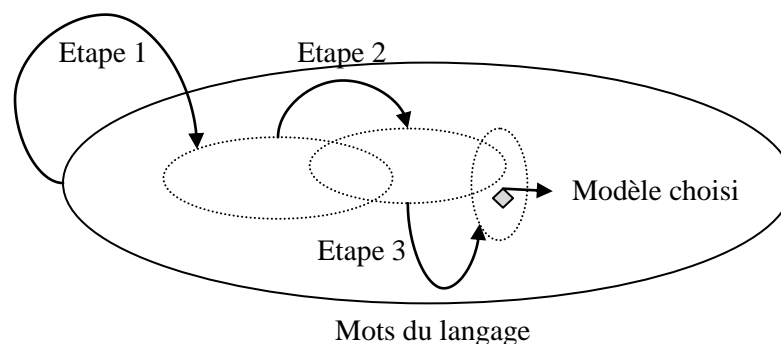 Etape 1
Etape 2
Modèle choisi
Etape 3
Mots du langage